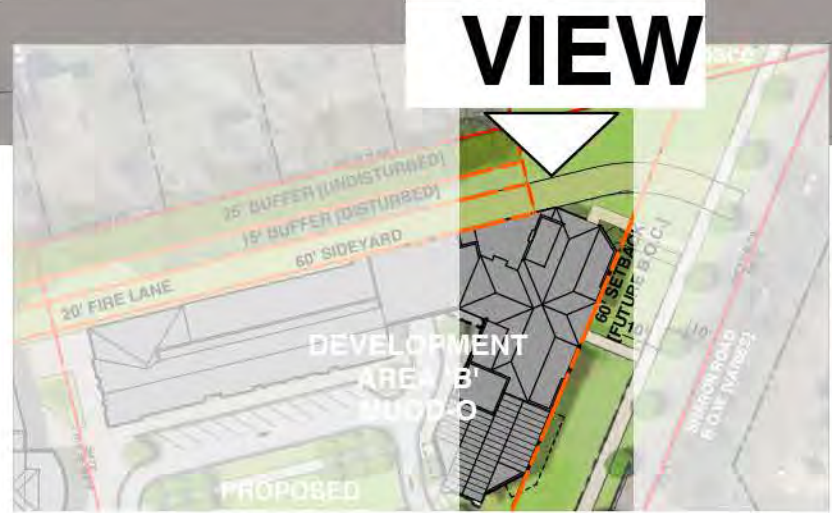 VIEW
25' BUFFER [UNDISTURBED]
15' BUFFER [DISTURBED]
60' SIDEYARD
20' FIRE LANE
60' SETBACK
[FUTURE B.O.C.]
10'
10'
DEVELOPMENT
AREA 'B'
MUDD-O
SHARON ROAD
R.O.W. [VARIES]
PROPOSED